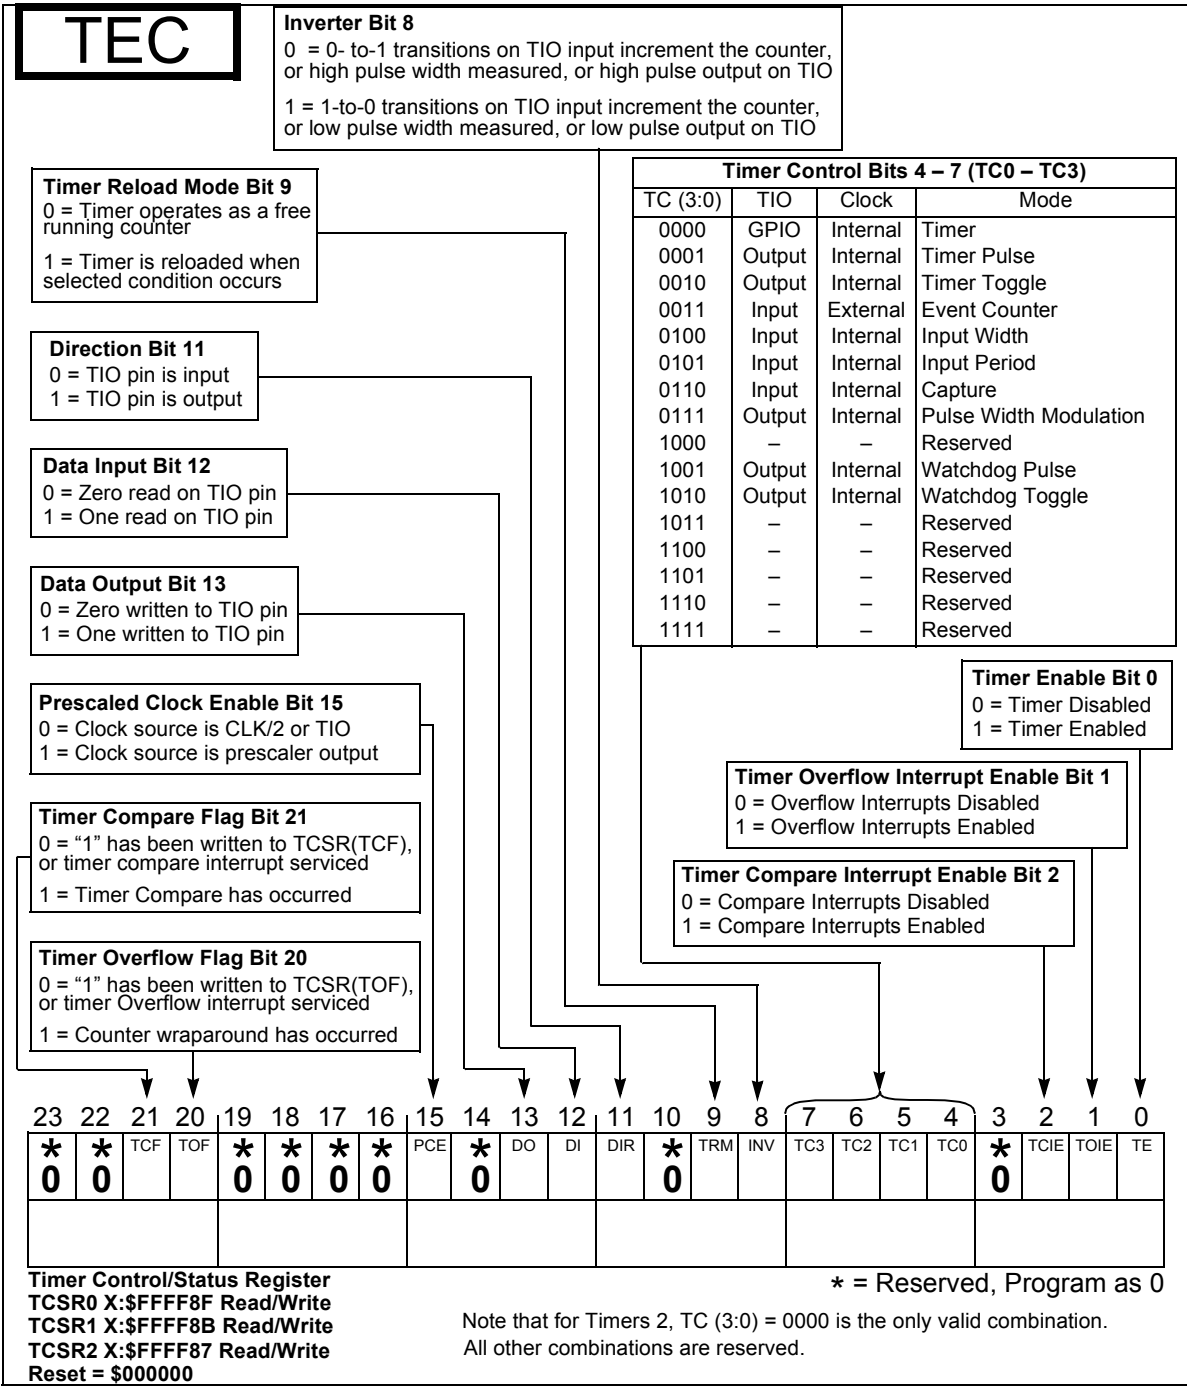 TEC
Inverter Bit 8
0 = 0- to-1 transitions on TIO input increment the counter,
or high pulse width measured, or high pulse output on TIO
1 = 1-to-0 transitions on TIO input increment the counter,
or low pulse width measured, or low pulse output on TIO
Timer Reload Mode Bit 9
0 = Timer operates as a free
running counter
1 = Timer is reloaded when
selected condition occurs
Direction Bit 11
0 = TIO pin is input
1 = TIO pin is output
Data Input Bit 12
0 = Zero read on TIO pin
1 = One read on TIO pin
Data Output Bit 13
0 = Zero written to TIO pin
1 = One written to TIO pin
Prescaled Clock Enable Bit 15
0 = Clock source is CLK/2 or TIO
1 = Clock source is prescaler output
Timer Compare Flag Bit 21
0 = “1” has been written to TCSR(TCF),
or timer compare interrupt serviced
1 = Timer Compare has occurred
Timer Overflow Flag Bit 20
0 = “1” has been written to TCSR(TOF),
or timer Overflow interrupt serviced
1 = Counter wraparound has occurred
Timer Control Bits 4 – 7 (TC0 – TC3)
TC (3:0) TIO Clock Mode
0000 GPIO Internal Timer
0001 Output Internal Timer Pulse
0010 Output Internal Timer Toggle
0011 Input External Event Counter
0100 Input Internal Input Width
0101 Input Internal Input Period
0110 Input Internal Capture
0111 Output Internal Pulse Width Modulation
1000 – – Reserved
1001 Output Internal Watchdog Pulse
1010 Output Internal Watchdog Toggle
1011 – – Reserved
1100 – – Reserved
1101 – – Reserved
1110 – – Reserved
1111 – – Reserved
Timer Enable Bit 0
0 = Timer Disabled
1 = Timer Enabled
Timer Overflow Interrupt Enable Bit 1
0 = Overflow Interrupts Disabled
1 = Overflow Interrupts Enabled
Timer Compare Interrupt Enable Bit 2
0 = Compare Interrupts Disabled
1 = Compare Interrupts Enabled
23 22 21 20 19 18 17 16 15 14 13 12 11 10 9 8 7 6 5 4 3 2 1 0
* * TCF TOF * * * * PCE * DO DI DIR * TRM INV TC3 TC2 TC1 TC0 * TCIE TOIE TE
0 0 0 0 0 0 0 0 0
Timer Control/Status Register
TCSR0 X:$FFFF8F Read/Write
TCSR1 X:$FFFF8B Read/Write
TCSR2 X:$FFFF87 Read/Write
Reset = $000000
* = Reserved, Program as 0
Note that for Timers 2, TC (3:0) = 0000 is the only valid combination.
All other combinations are reserved.